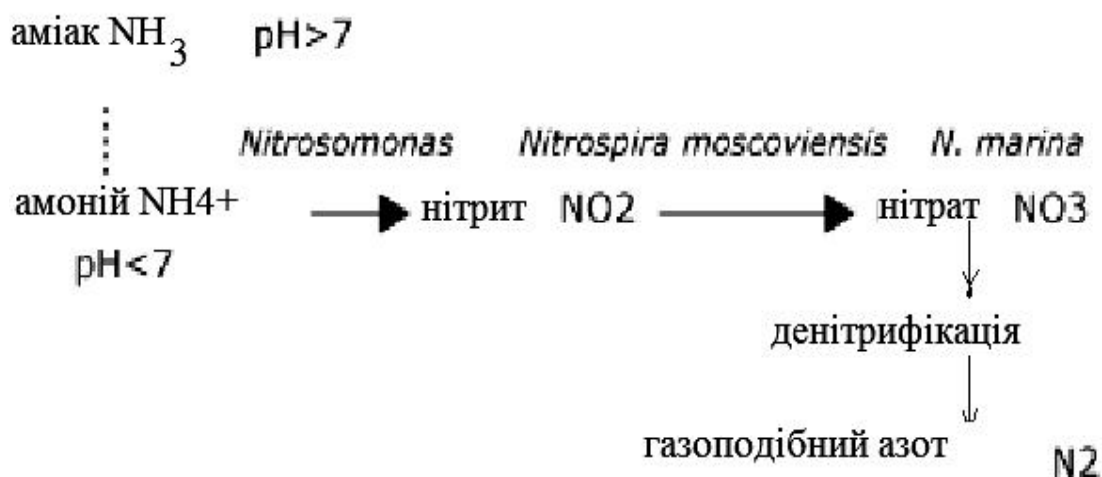 аміак NH3 pH>7
Nitrosomonas Nitrospira moscoviensis N. marina
амоній NH4+ нітрит NO2 нітрат NO3
pH<7
денітрифікація
газоподібний азот N2